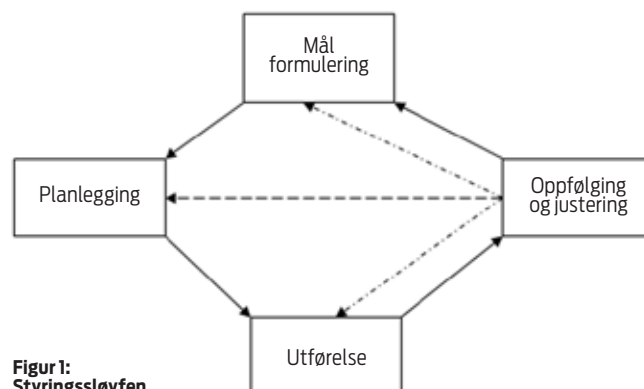 Mål
formulering
Planlegging
Oppfølging
og justering
Utførelse
Figur 1:
Styringssløyfen